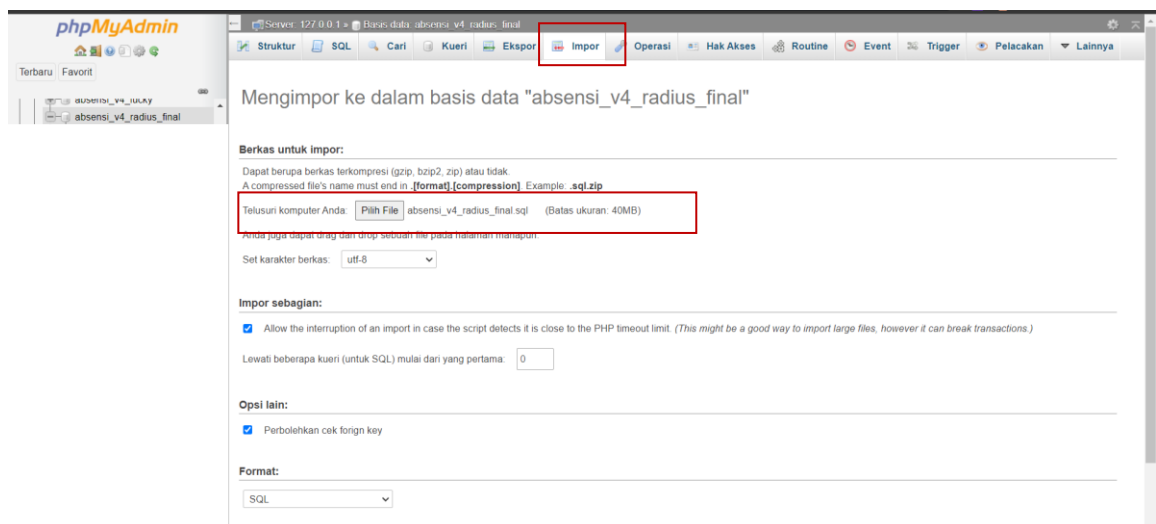 phpMyAdmin
Server: 127.0.0.1 » Basis data: absensi_v4_radius_final
Struktur SQL Cari Kueri Ekspor Impor Operasi Hak Akses Routine Event Trigger Pelacakan Lainnya
Terbaru Favorit
absensi_v4_lucky
absensi_v4_radius_final
Mengimpor ke dalam basis data "absensi_v4_radius_final"
Berkas untuk impor:
Dapat berupa berkas terkompresi (gzip, bzip2, zip) atau tidak.
A compressed file's name must end in .[format].[compression]. Example: .sql.zip
Telusuri komputer Anda: Pilih File absensi_v4_radius_final.sql (Batas ukuran: 40MB)
Anda juga dapat drag dan drop sebuah file pada halaman manapun.
Set karakter berkas: utf-8
Impor sebagian:
Allow the interruption of an import in case the script detects it is close to the PHP timeout limit. (This might be a good way to import large files, however it can break transactions.)
Lewati beberapa kueri (untuk SQL) mulai dari yang pertama: 0
Opsi lain:
Perbolehkan cek forign key
Format:
SQL